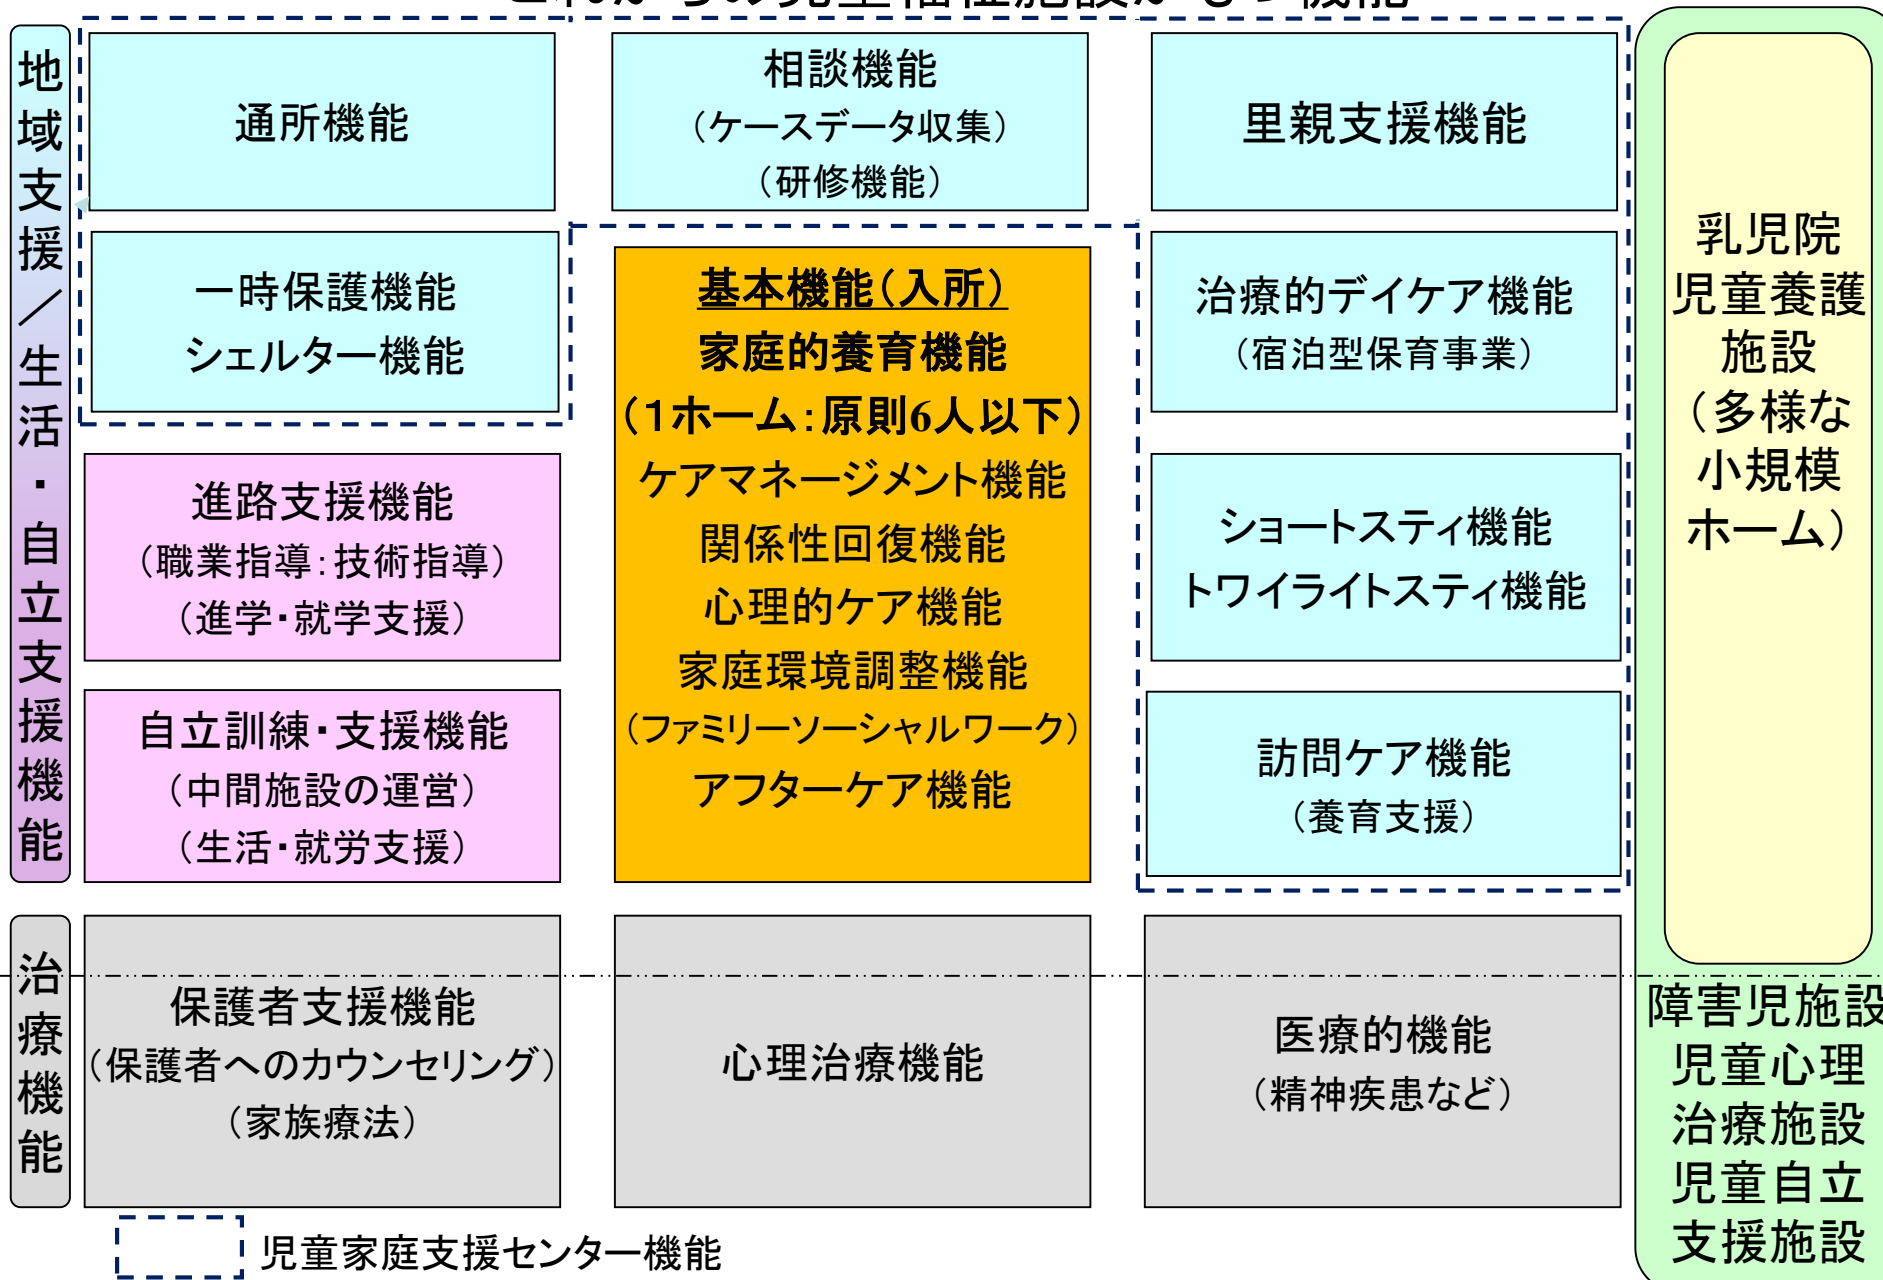 地域支援／生活・自立支援機能
通所機能
相談機能
（ケースデータ収集）
（研修機能）
里親支援機能
一時保護機能
シェルター機能
基本機能（入所）
家庭的養育機能
（１ホーム：原則6人以下）
ケアマネージメント機能
関係性回復機能
心理的ケア機能
家庭環境調整機能
（ファミリーソーシャルワーク）
アフターケア機能
治療的デイケア機能
（宿泊型保育事業）
進路支援機能
（職業指導：技術指導）
（進学・就学支援）
ショートスティ機能
トワイライトスティ機能
自立訓練・支援機能
（中間施設の運営）
（生活・就労支援）
訪問ケア機能
（養育支援）
治療機能
保護者支援機能
（保護者へのカウンセリング）
（家族療法）
心理治療機能
医療的機能
（精神疾患など）
乳児院
児童養護
施設
（多様な
小規模
ホーム）
障害児施設
児童心理
治療施設
児童自立
支援施設
児童家庭支援センター機能